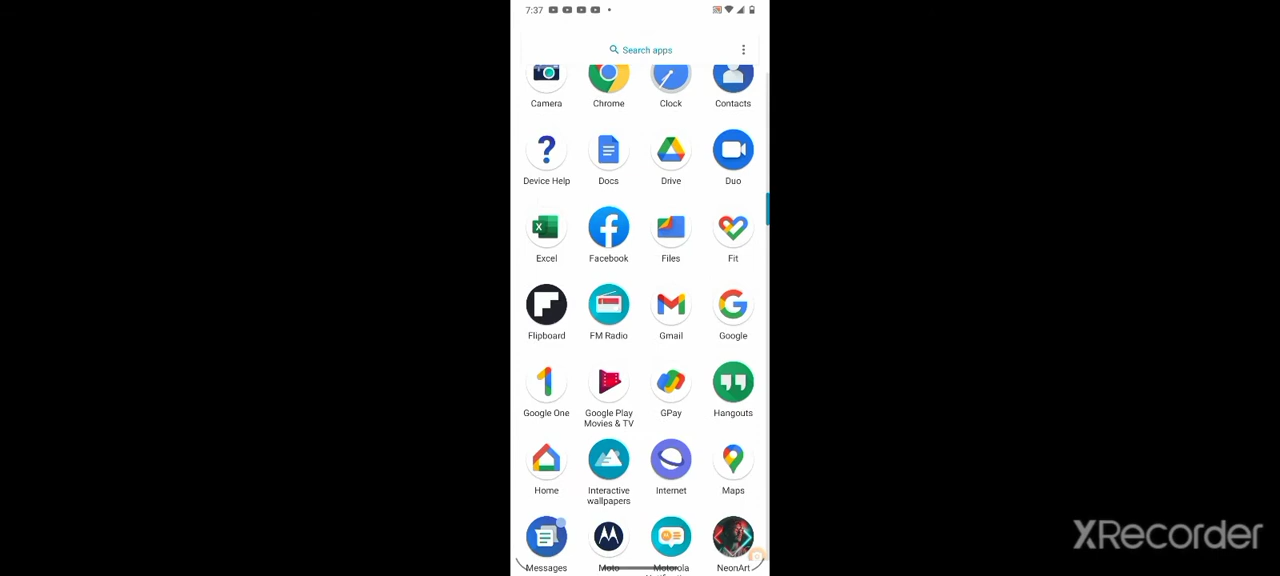 7:37
Search apps
Camera Chrome Clock Contacts
Device Help Docs Drive Duo
Excel Facebook Files Fit
Flipboard FM Radio Gmail Google
Google One Google Play Movies & TV GPay Hangouts
Home Interactive wallpapers Internet Maps
Messages Moto Motorola NeonArt
XRecorder